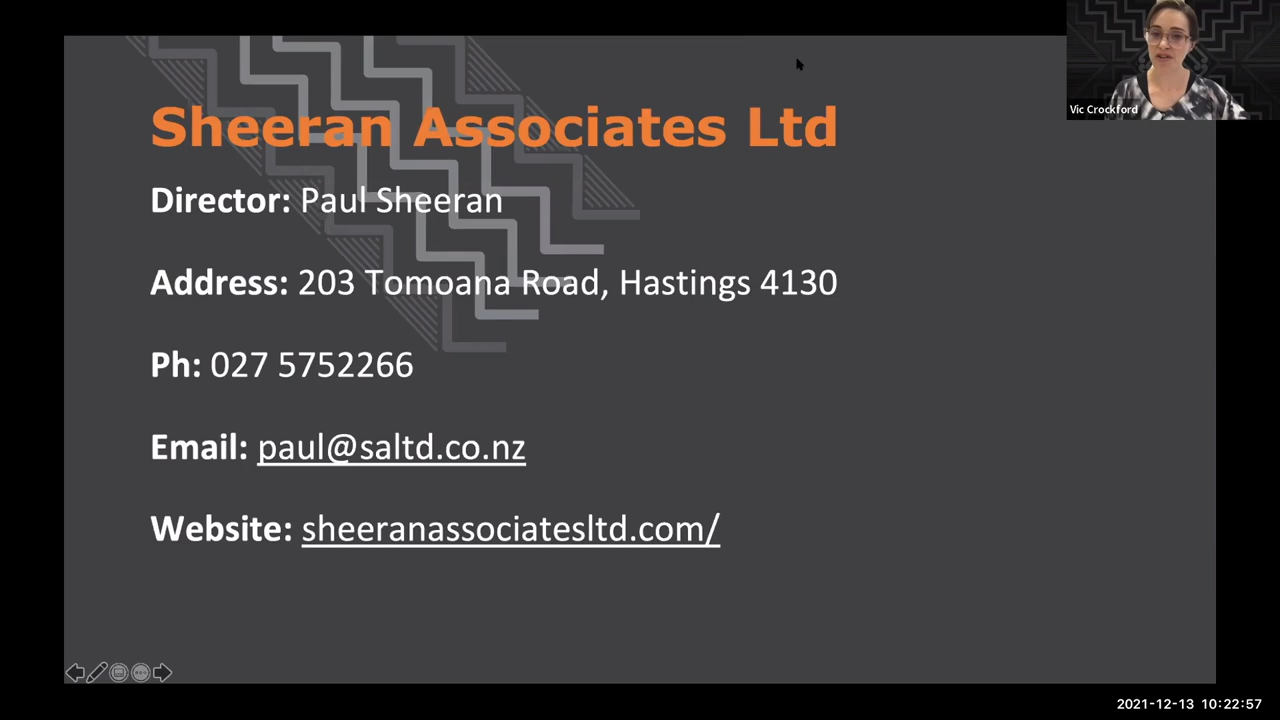 Sheeran Associates Ltd
Director: Paul Sheeran
Address: 203 Tomoana Road, Hastings 4130
Ph: 027 5752266
Email: paul@saltd.co.nz
Website: sheeranassociatesltd.com/
Vic Crockford
2021-12-13 10:22:57